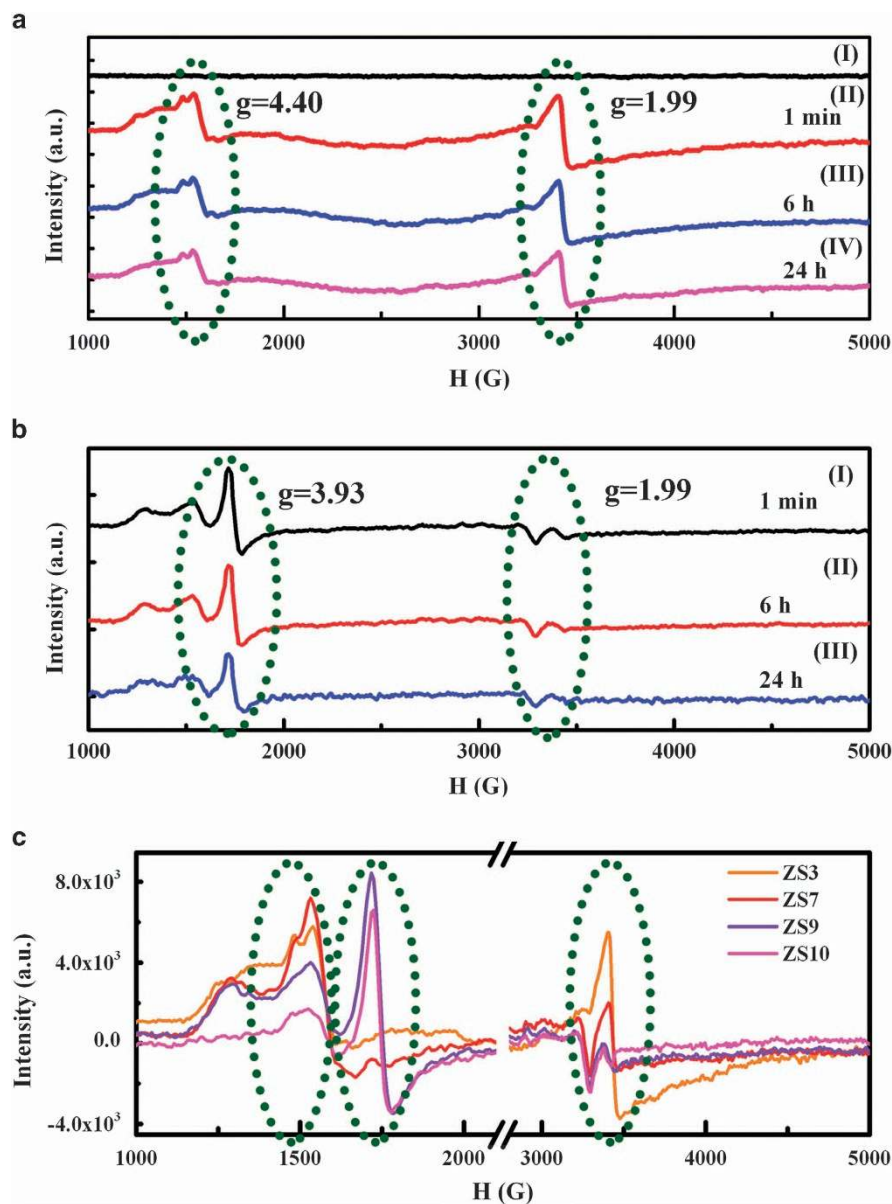 a
(I)
g=4.40
g=1.99
(II)
1 min
(III)
6 h
(IV)
24 h
Intensity (a.u.)
1000 2000 3000 4000 5000
H (G)
b
g=3.93
g=1.99
(I)
1 min
(II)
6 h
(III)
24 h
Intensity (a.u.)
1000 2000 3000 4000 5000
H (G)
c
8.0x10³
4.0x10³
0.0
-4.0x10³
Intensity (a.u.)
ZS3
ZS7
ZS9
ZS10
1000 1500 2000 3000 4000 5000
H (G)